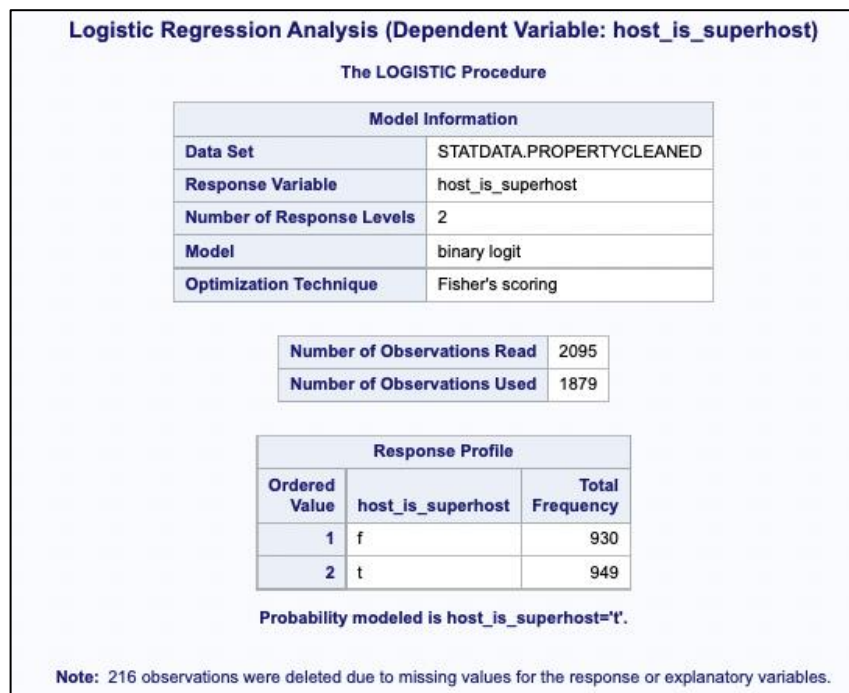 Logistic Regression Analysis (Dependent Variable: host_is_superhost)
The LOGISTIC Procedure
Model Information
Data Set STATDATA.PROPERTYCLEANED
Response Variable host_is_superhost
Number of Response Levels 2
Model binary logit
Optimization Technique Fisher's scoring
Number of Observations Read 2095
Number of Observations Used 1879
Response Profile
Ordered Value host_is_superhost Total Frequency
1 f 930
2 t 949
Probability modeled is host_is_superhost='t'.
Note: 216 observations were deleted due to missing values for the response or explanatory variables.